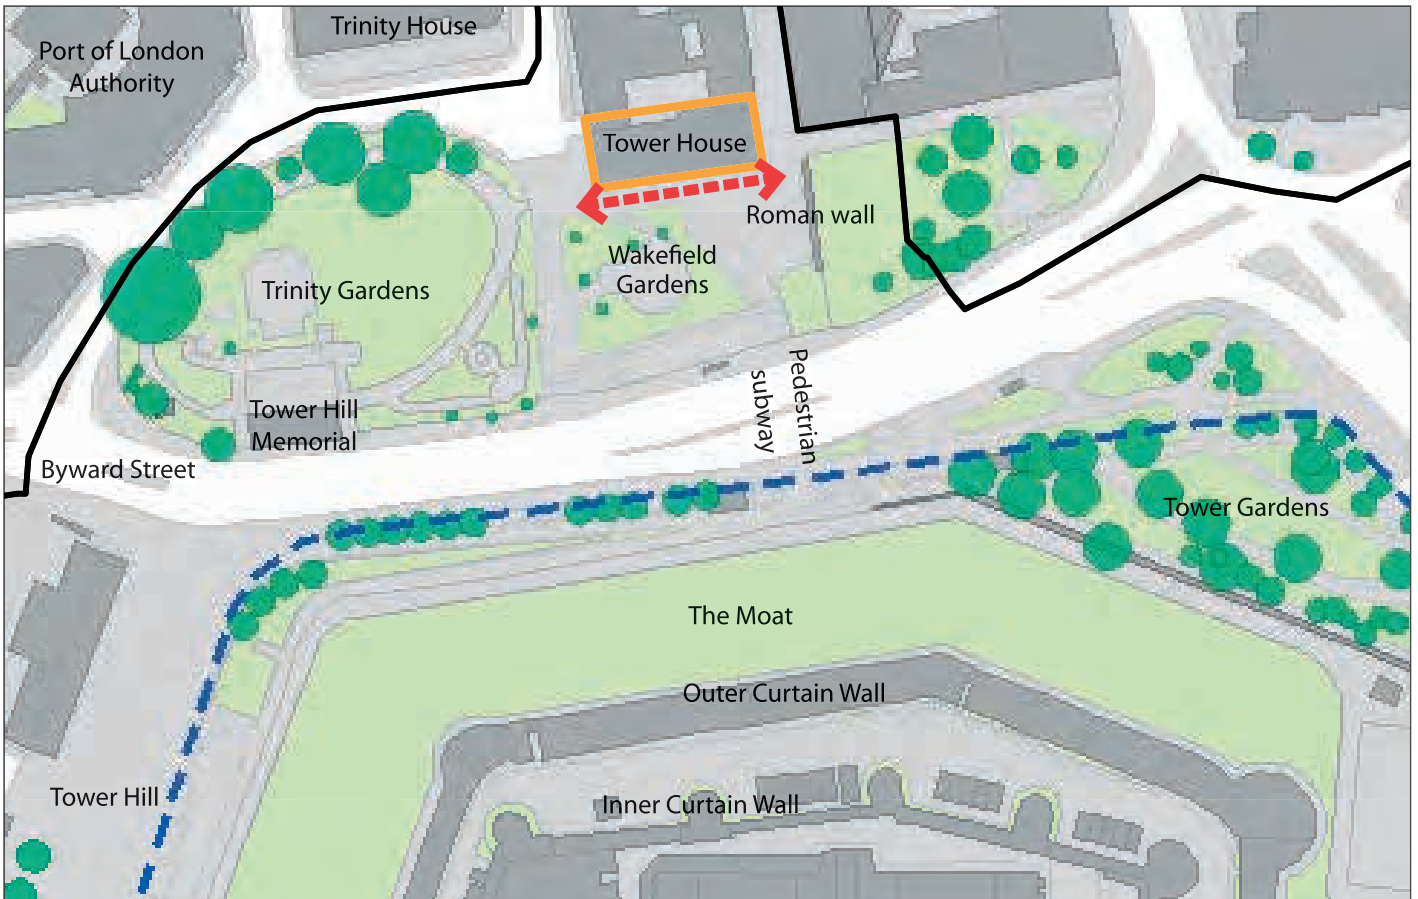 Trinity House
Port of London
Authority
Tower House
Roman wall
Wakefield
Gardens
Trinity Gardens
Pedestrian
subway
Tower Hill
Memorial
Byward Street
Tower Gardens
The Moat
Outer Curtain Wall
Tower Hill
Inner Curtain Wall